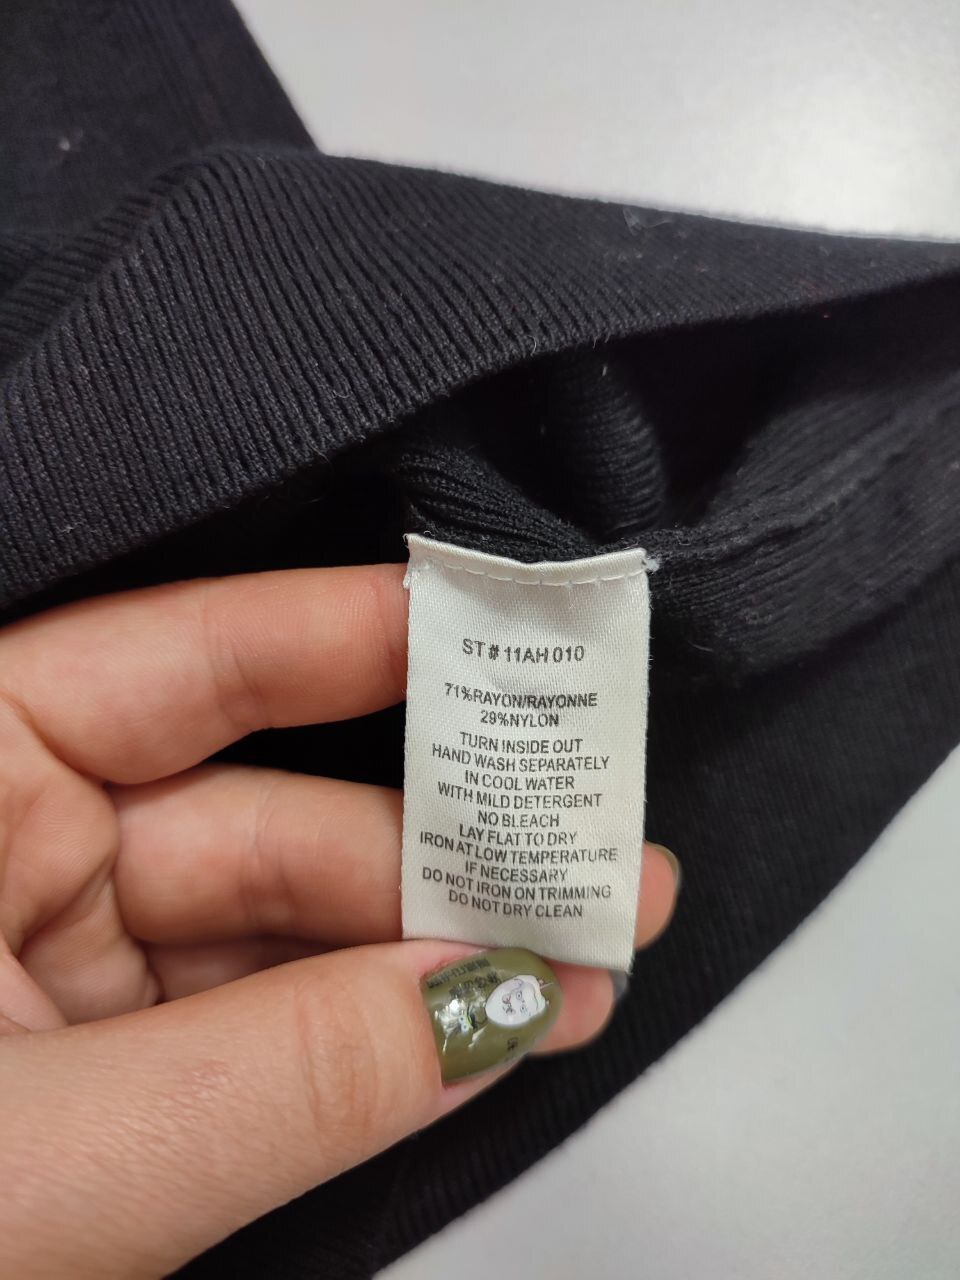 ST# 11AH010
71%RAYON/RAYONNE
29%NYLON
TURN INSIDE OUT
HAND WASH SEPARATELY
IN COOL WATER
WITH MILD DETERGENT
NO BLEACH
LAY FLAT TO DRY
IRON AT LOW TEMPERATURE
IF NECESSARY
DO NOT IRON ON TRIMMING
DO NOT DRY CLEAN